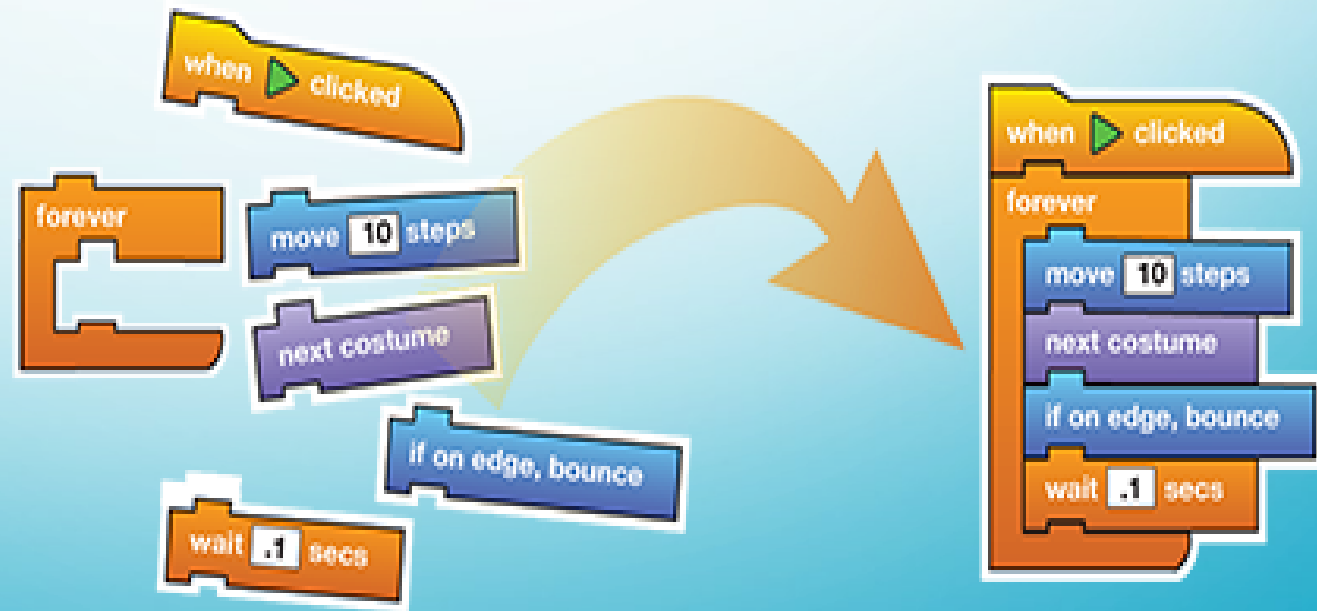 when clicked
forever
move 10 steps
next costume
if on edge, bounce
wait .1 secs
when clicked
forever
move 10 steps
next costume
if on edge, bounce
wait .1 secs